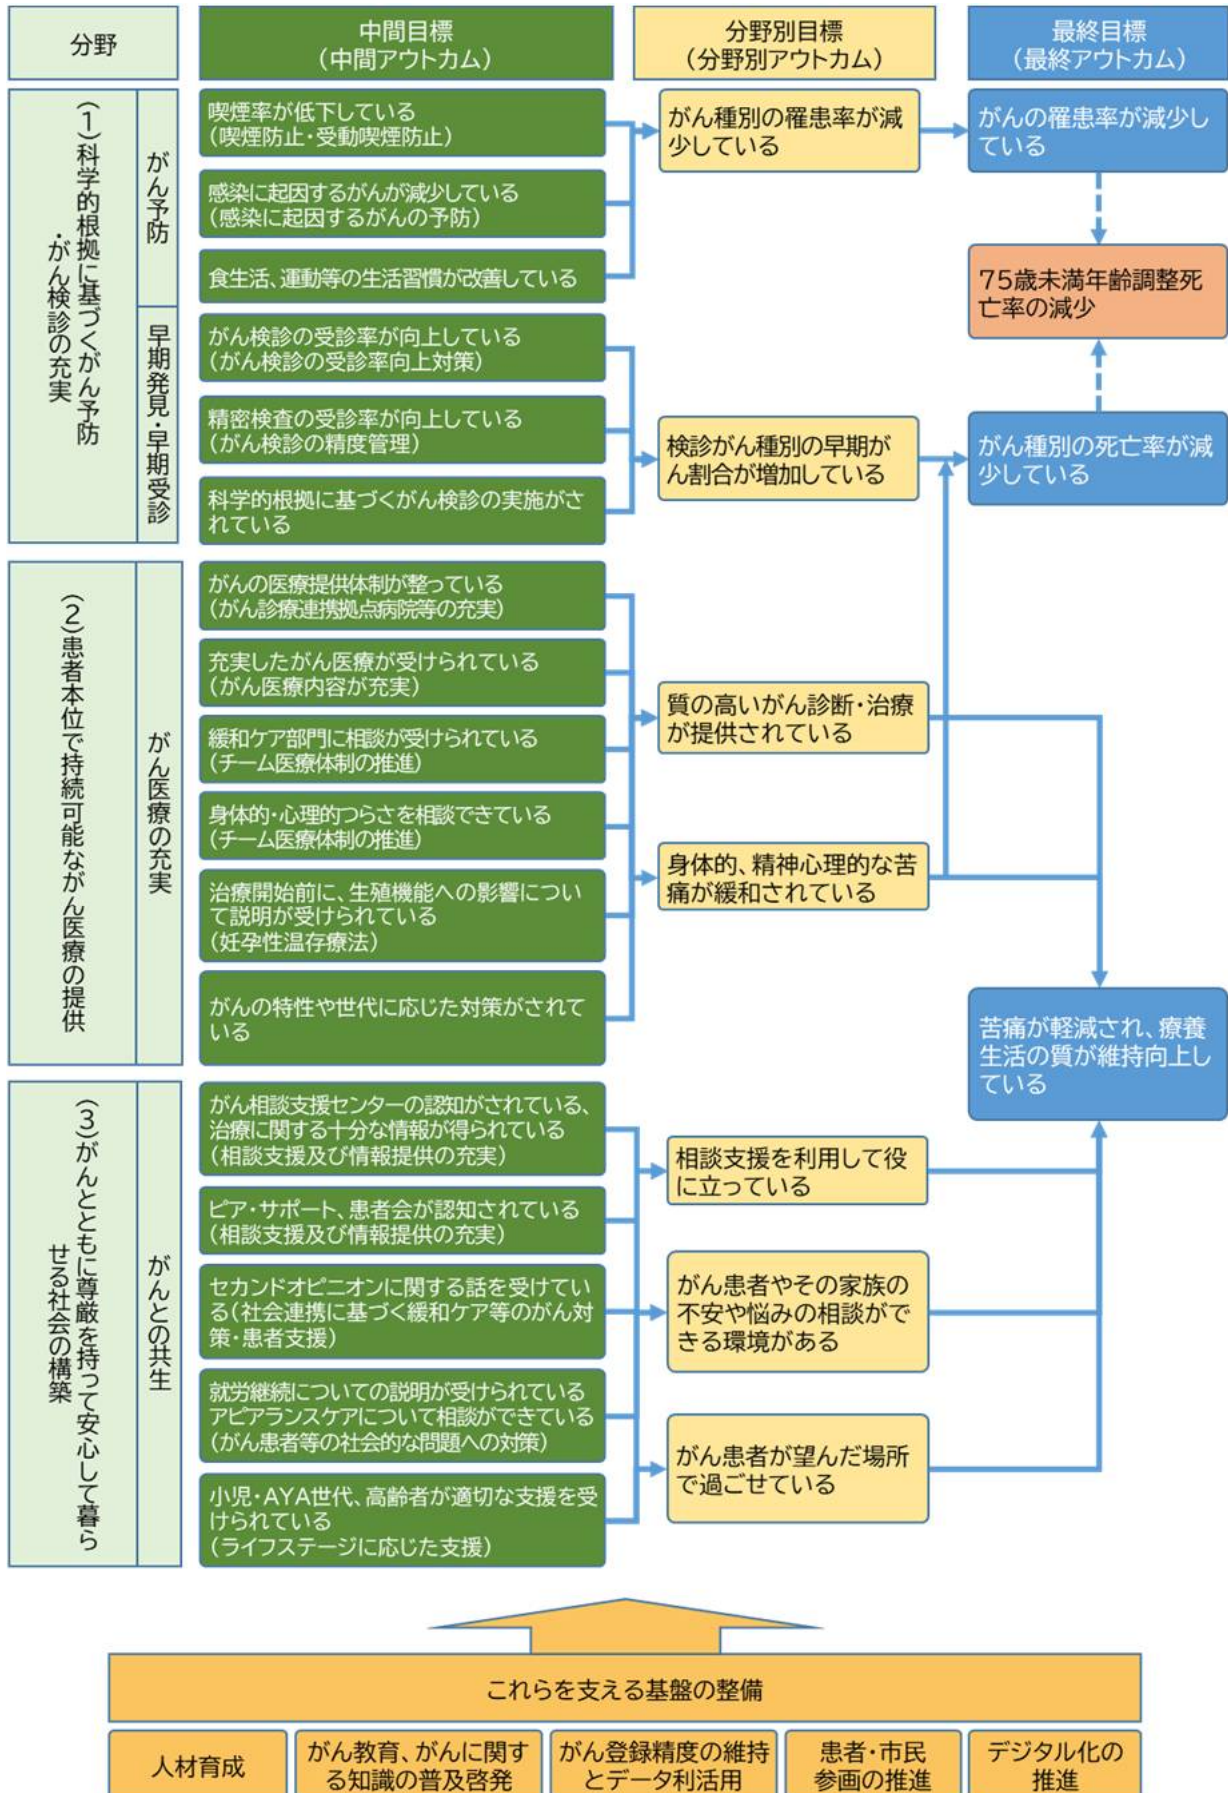 分野
中間目標
（中間アウトカム）
分野別目標
（分野別アウトカム）
最終目標
（最終アウトカム）
（1）科学的根拠に基づくがん予防
・がん検診の充実
がん予防
喫煙率が低下している
（喫煙防止・受動喫煙防止）
感染に起因するがんが減少している
（感染に起因するがんの予防）
食生活、運動等の生活習慣が改善している
がん種別の罹患率が減
少している
がんの罹患率が減少し
ている
75歳未満年齢調整死
亡率の減少
早期発見・早期受診
がん検診の受診率が向上している
（がん検診の受診率向上対策）
精密検査の受診率が向上している
（がん検診の精度管理）
科学的根拠に基づくがん検診の実施がさ
れている
検診がん種別の早期が
ん割合が増加している
がん種別の死亡率が減
少している
（2）患者本位で持続可能ながん医療の提供
がん医療の充実
がんの医療提供体制が整っている
（がん診療連携拠点病院等の充実）
充実したがん医療が受けられている
（がん医療内容が充実）
緩和ケア部門に相談が受けられている
（チーム医療体制の推進）
身体的・心理的つらさを相談できている
（チーム医療体制の推進）
治療開始前に、生殖機能への影響につい
て説明が受けられている
（妊孕性温存療法）
がんの特性や世代に応じた対策がされて
いる
質の高いがん診断・治療
が提供されている
身体的、精神心理的な苦
痛が緩和されている
苦痛が軽減され、療養
生活の質が維持向上し
ている
（3）がんとともに尊厳を持って安心して暮ら
せる社会の構築
がんとの共生
がん相談支援センターの認知がされている、
治療に関する十分な情報が得られている
（相談支援及び情報提供の充実）
ピア・サポート、患者会が認知されている
（相談支援及び情報提供の充実）
セカンドオピニオンに関する話を受けてい
る（社会連携に基づく緩和ケア等のがん対
策・患者支援）
就労継続についての説明が受けられている
アピアランスケアについて相談ができている
（がん患者等の社会的な問題への対策）
小児・AYA世代、高齢者が適切な支援を受
けられている
（ライフステージに応じた支援）
相談支援を利用して役
に立っている
がん患者やその家族の
不安や悩みの相談がで
きる環境がある
がん患者が望んだ場所
で過ごせている
これらを支える基盤の整備
人材育成
がん教育、がんに関す
る知識の普及啓発
がん登録精度の維持
とデータ利活用
患者・市民
参画の推進
デジタル化の
推進